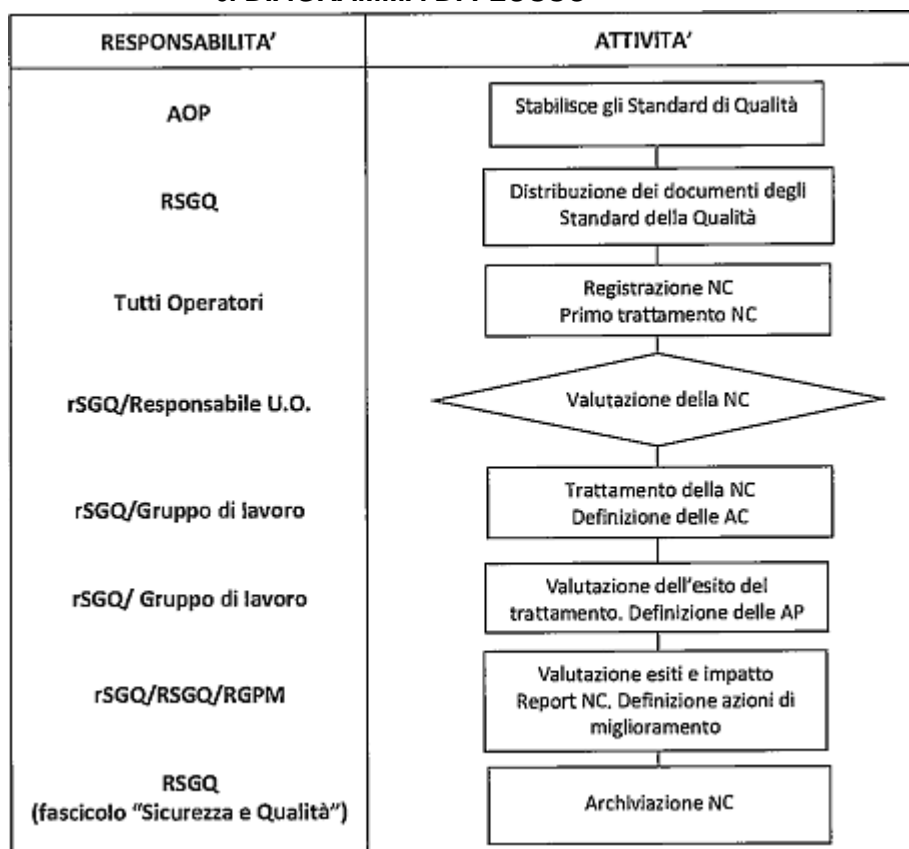 RESPONSABILITA'
ATTIVITA'
AOP
Stabilisce gli Standard di Qualità
RSGQ
Distribuzione dei documenti degli
Standard della Qualità
Tutti Operatori
Registrazione NC
Primo trattamento NC
rSGQ/Responsabile U.O.
Valutazione della NC
rSGQ/Gruppo di lavoro
Trattamento della NC
Definizione delle AC
rSGQ/ Gruppo di lavoro
Valutazione dell'esito del
trattamento. Definizione delle AP
rSGQ/RSGQ/RGPM
Valutazione esiti e impatto
Report NC. Definizione azioni di
miglioramento
RSGQ
(fascicolo "Sicurezza e Qualità")
Archiviazione NC